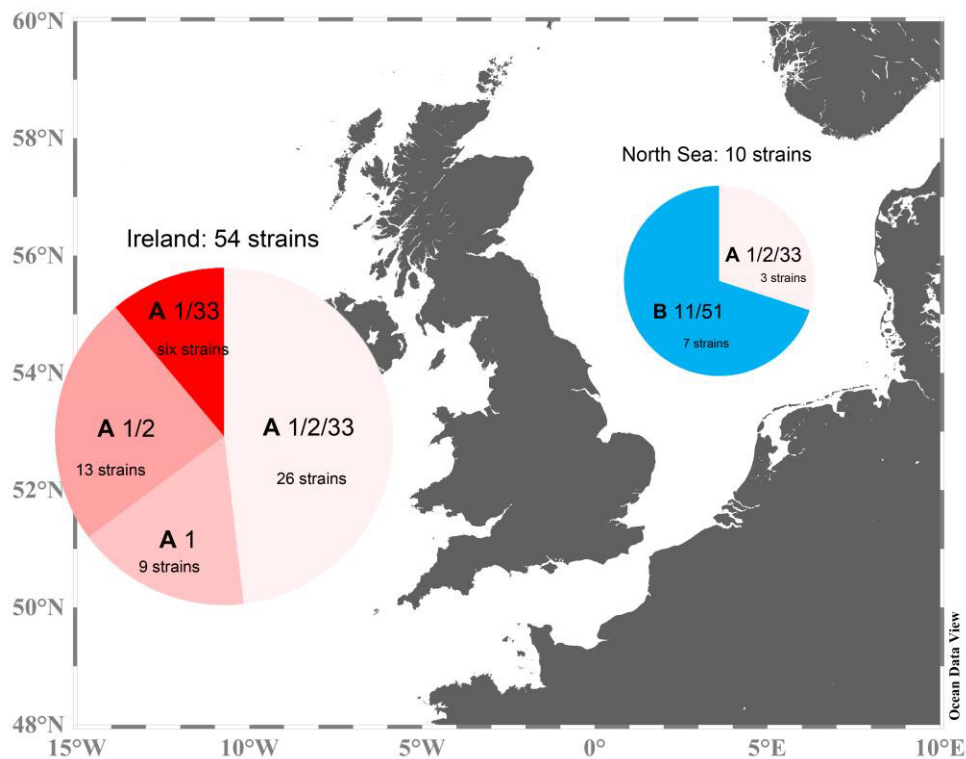 60°N
58°N
North Sea: 10 strains
Ireland: 54 strains
56°N
A 1/2/33
3 strains
B 11/51
7 strains
A 1/33
six strains
54°N
A 1/2
13 strains
A 1/2/33
26 strains
52°N
A 1
9 strains
50°N
48°N
15°W
10°W
5°W
0°
5°E
10°E
Ocean Data View